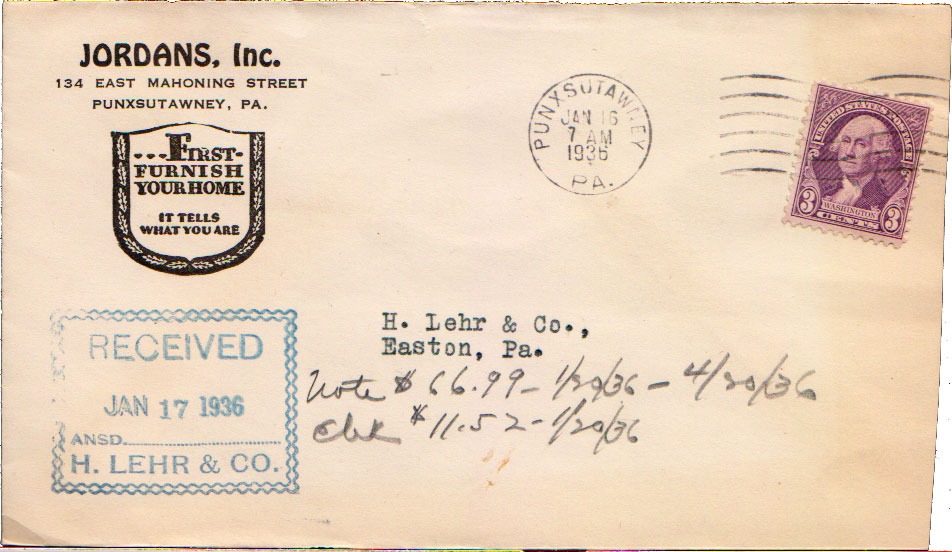 JORDANS, Inc.
134 EAST MAHONING STREET
PUNXSUTAWNEY, PA.
...FIRST-
FURNISH
YOUR HOME
IT TELLS
WHAT YOU ARE
PUNXSUTAWNEY
JAN 16
7 AM
1936
PA.
UNITED STATES POSTAGE
3 WASHINGTON 3
CENTS
H. Lehr & Co.,
Easton, Pa.
Note $ 66.99 - 1/20/36 - 4/20/36
Chk $ 11.52 - 1/20/36
RECEIVED
JAN 17 1936
ANSD.
H. LEHR & CO.